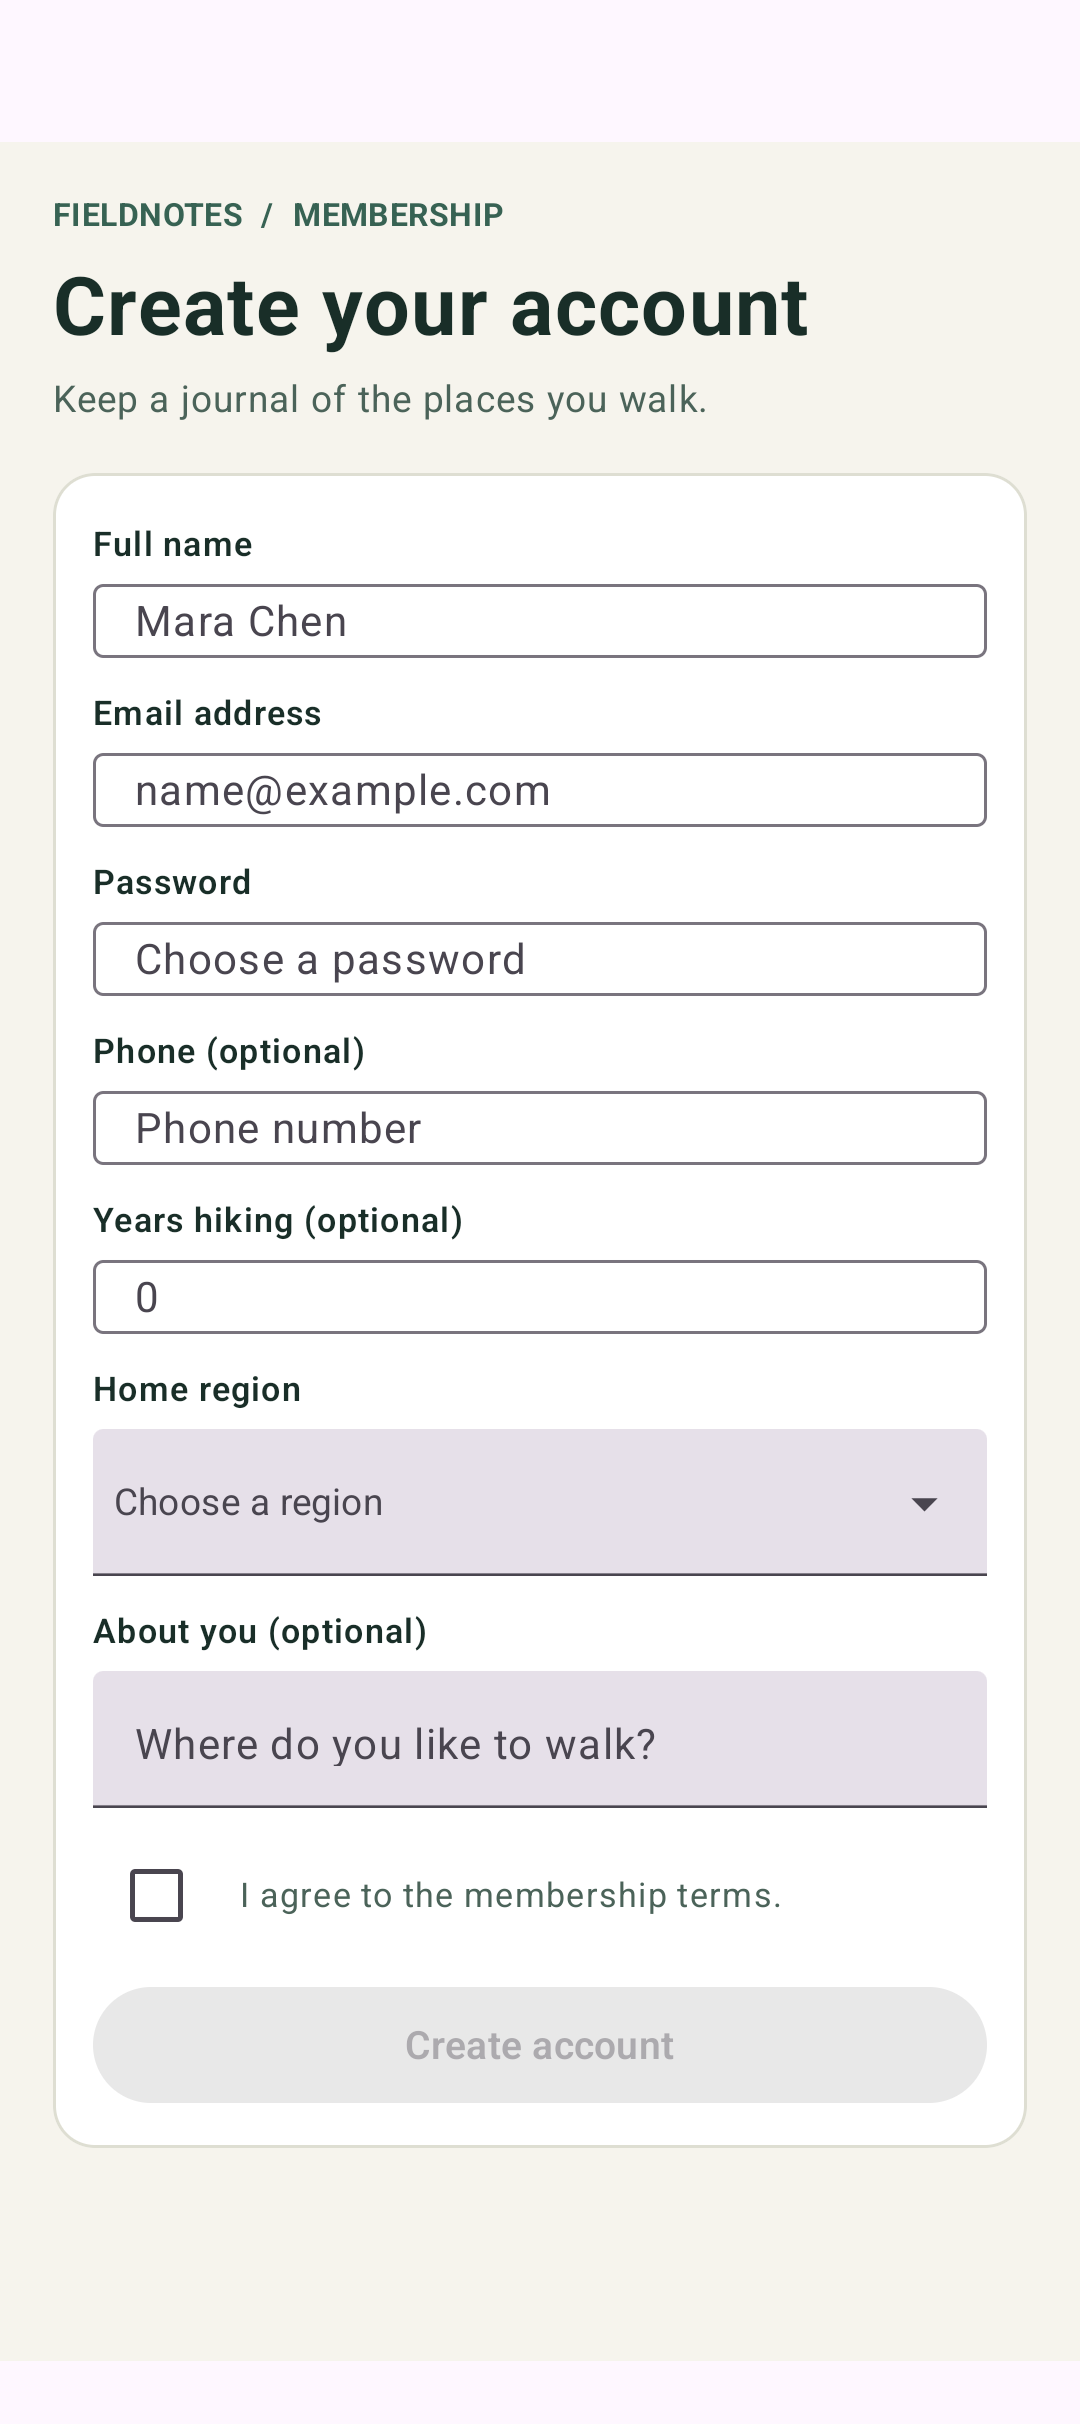 FIELDNOTES / MEMBERSHIP
Create your account
Keep a journal of the places you walk.
Full name
Mara Chen
Email address
name@example.com
Password
Choose a password
Phone (optional)
Phone number
Years hiking (optional)
0
Home region
Choose a region
About you (optional)
Where do you like to walk?
I agree to the membership terms.
Create account